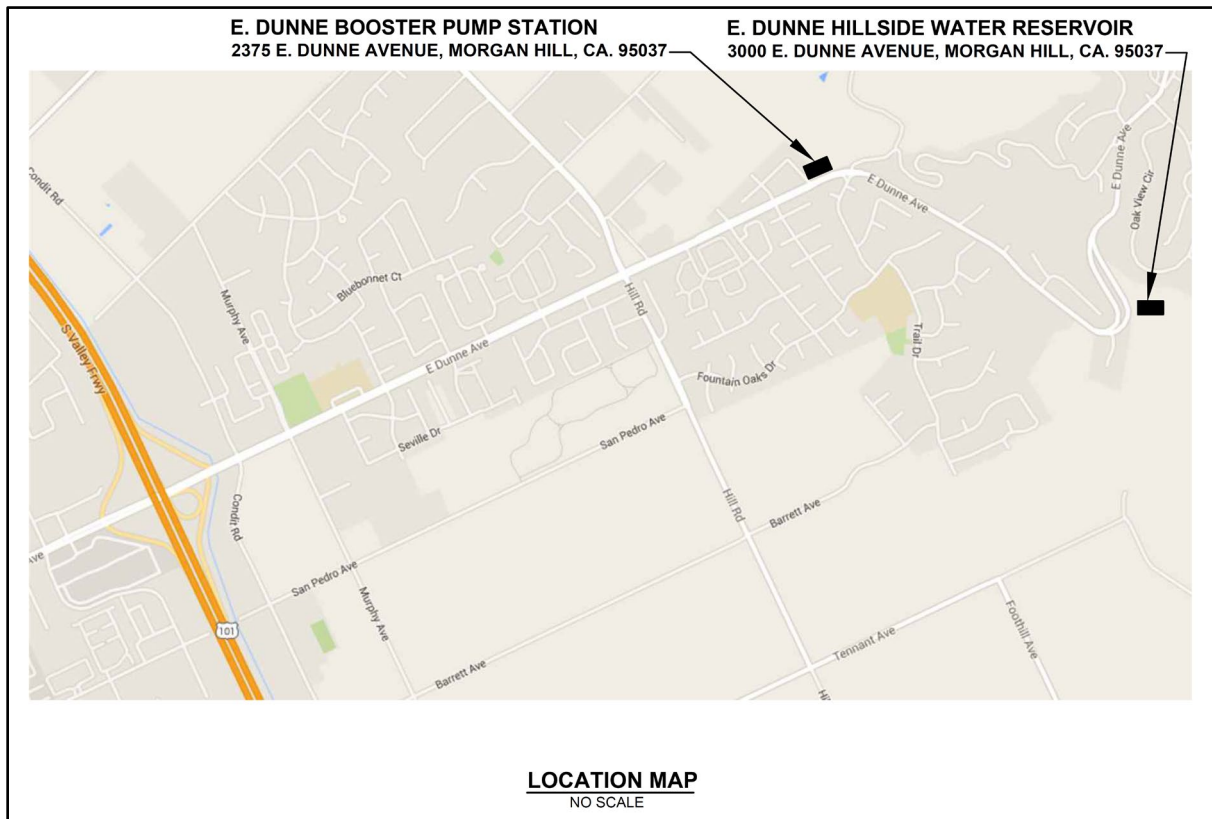 E. DUNNE BOOSTER PUMP STATION
2375 E. DUNNE AVENUE, MORGAN HILL, CA. 95037
E. DUNNE HILLSIDE WATER RESERVOIR
3000 E. DUNNE AVENUE, MORGAN HILL, CA. 95037
Condit Rd
E Dunne Ave
Oak View Cir
E Dunne Ave
Bluebonnet Ct
Murphy Ave
Hill Rd
S Valley Frwy
E Dunne Ave
Trail Dr
Fountain Oaks Dr
Seville Dr
San Pedro Ave
Condit Rd
Hill Rd
Barrett Ave
Ave
San Pedro Ave
Murphy Ave
Foothill Ave
101
Tennant Ave
Barrett Ave
LOCATION MAP
NO SCALE